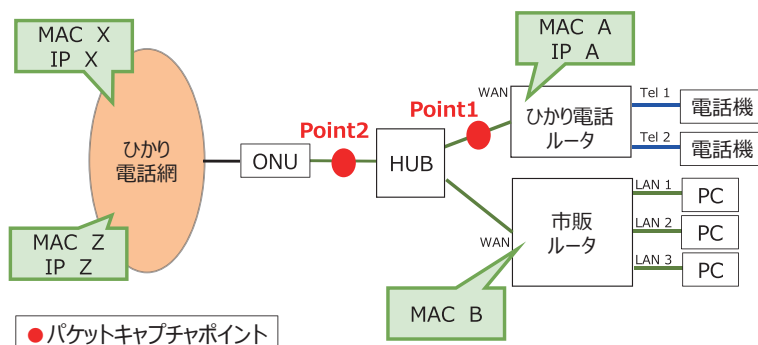 MAC X
IP X
MAC A
IP A
WAN
Point1
Tel 1
ひかり電話
ルータ
電話機
Point2
ひかり
電話網
ONU
HUB
Tel 2
電話機
LAN 1
PC
市販
ルータ
LAN 2
PC
WAN
LAN 3
PC
MAC Z
IP Z
MAC B
パケットキャプチャポイント